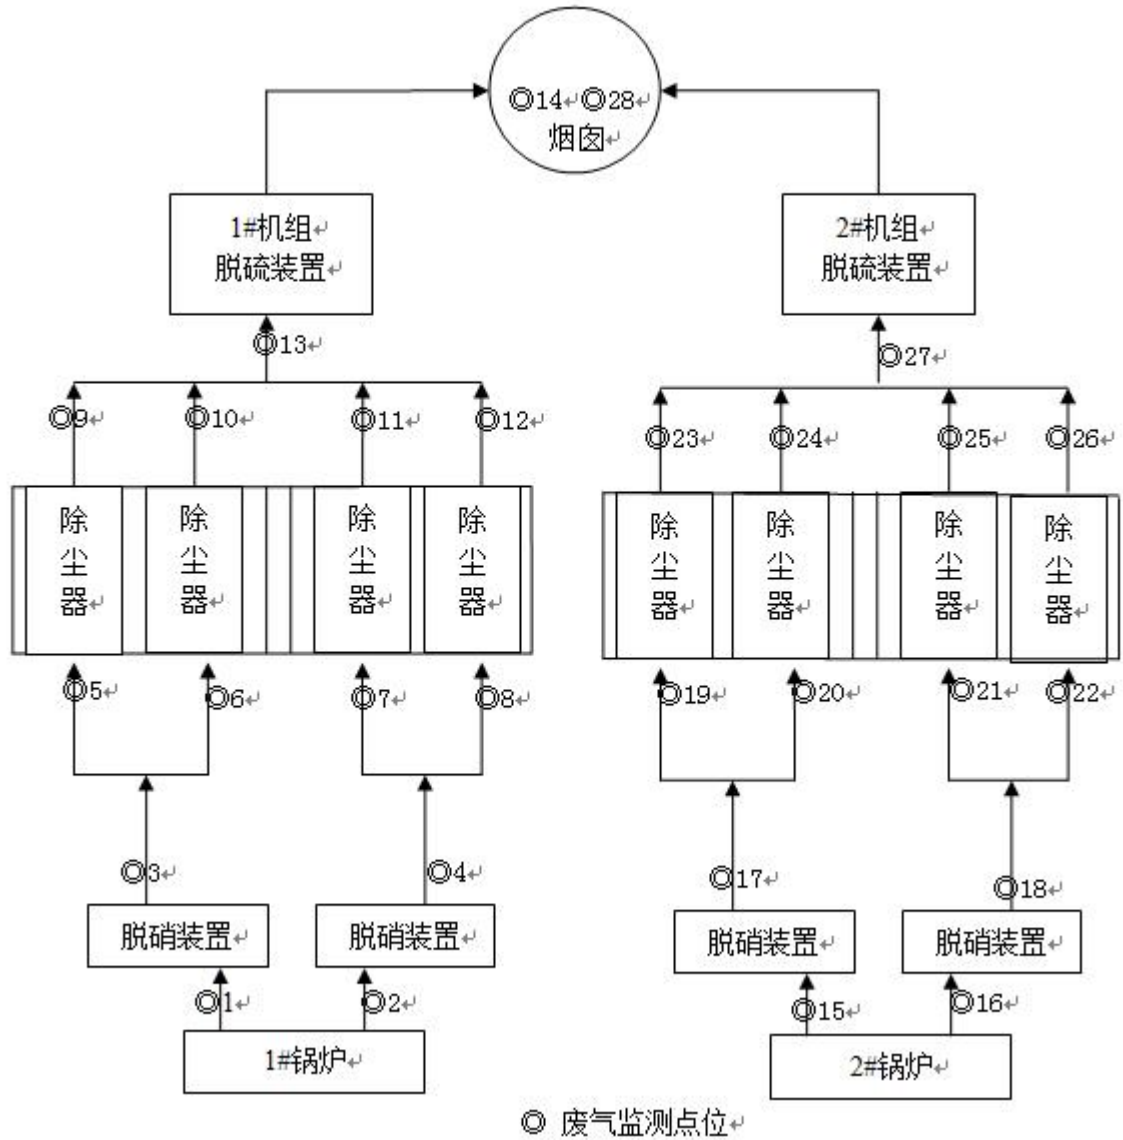 ◎14 ◎28
烟囱
1#机组
脱硫装置
2#机组
脱硫装置
◎13
◎27
◎9 ◎10 ◎11 ◎12
◎23 ◎24 ◎25 ◎26
除尘器 除尘器 除尘器 除尘器
除尘器 除尘器 除尘器 除尘器
◎5 ◎6 ◎7 ◎8
◎19 ◎20 ◎21 ◎22
◎3 ◎4
◎17 ◎18
脱硝装置 脱硝装置
脱硝装置 脱硝装置
◎1 ◎2
◎15 ◎16
1#锅炉
2#锅炉
◎ 废气监测点位